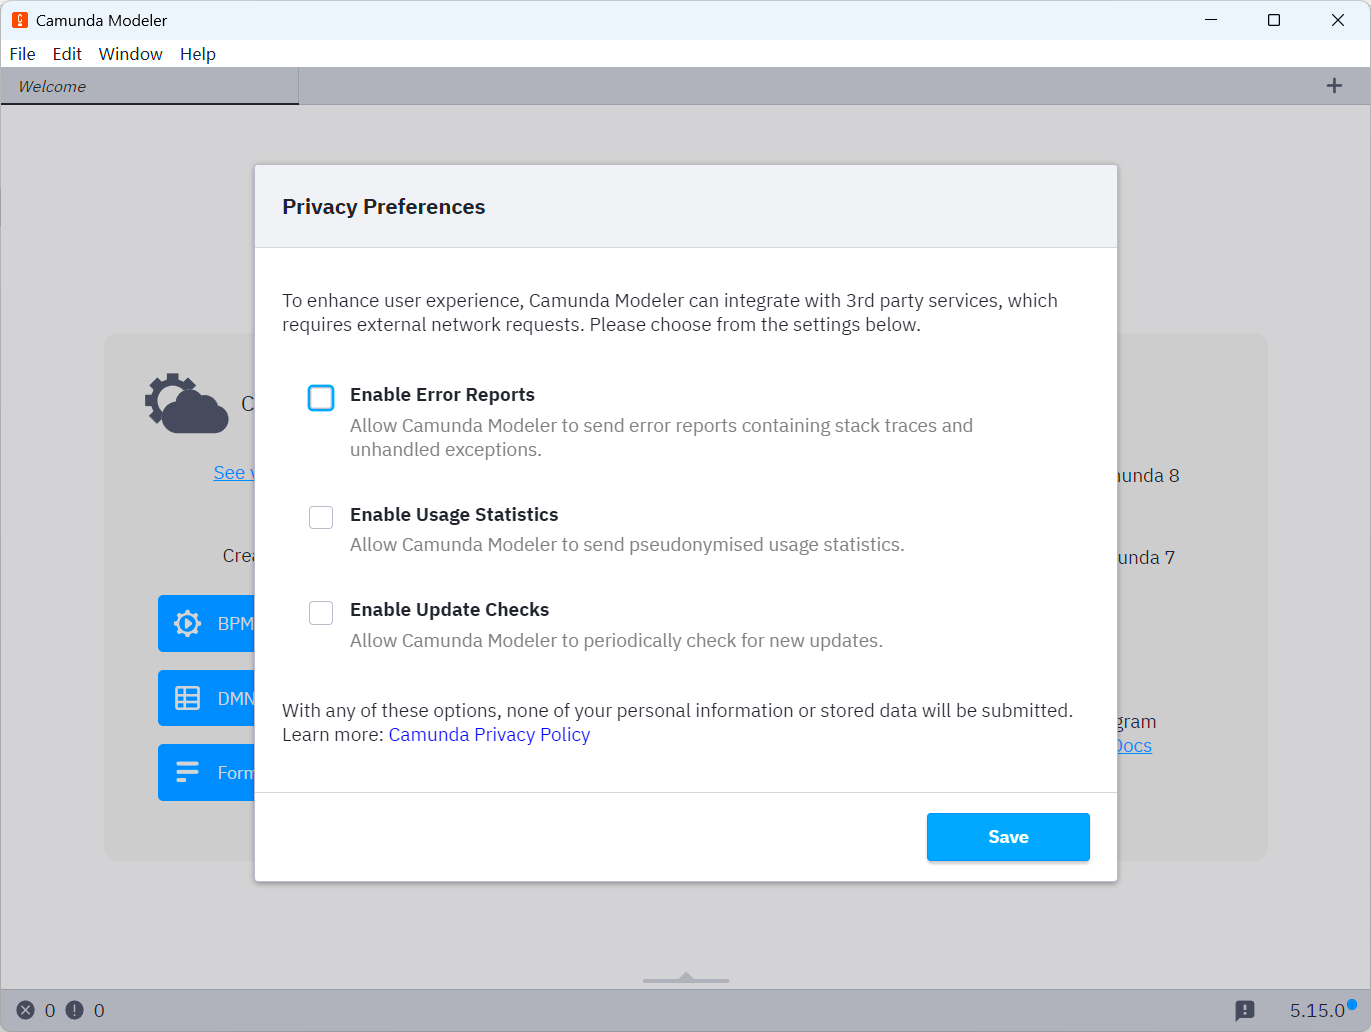 Camunda Modeler
File Edit Window Help
Welcome
Privacy Preferences
To enhance user experience, Camunda Modeler can integrate with 3rd party services, which
requires external network requests. Please choose from the settings below.
Enable Error Reports
Allow Camunda Modeler to send error reports containing stack traces and
unhandled exceptions.
See
Enable Usage Statistics
Allow Camunda Modeler to send pseudonymised usage statistics.
Enable Update Checks
Allow Camunda Modeler to periodically check for new updates.
With any of these options, none of your personal information or stored data will be submitted.
Learn more: Camunda Privacy Policy
Save
C
Crea
BPM
DMN
Form
unda 8
unda 7
gram
Docs
0 0
5.15.0